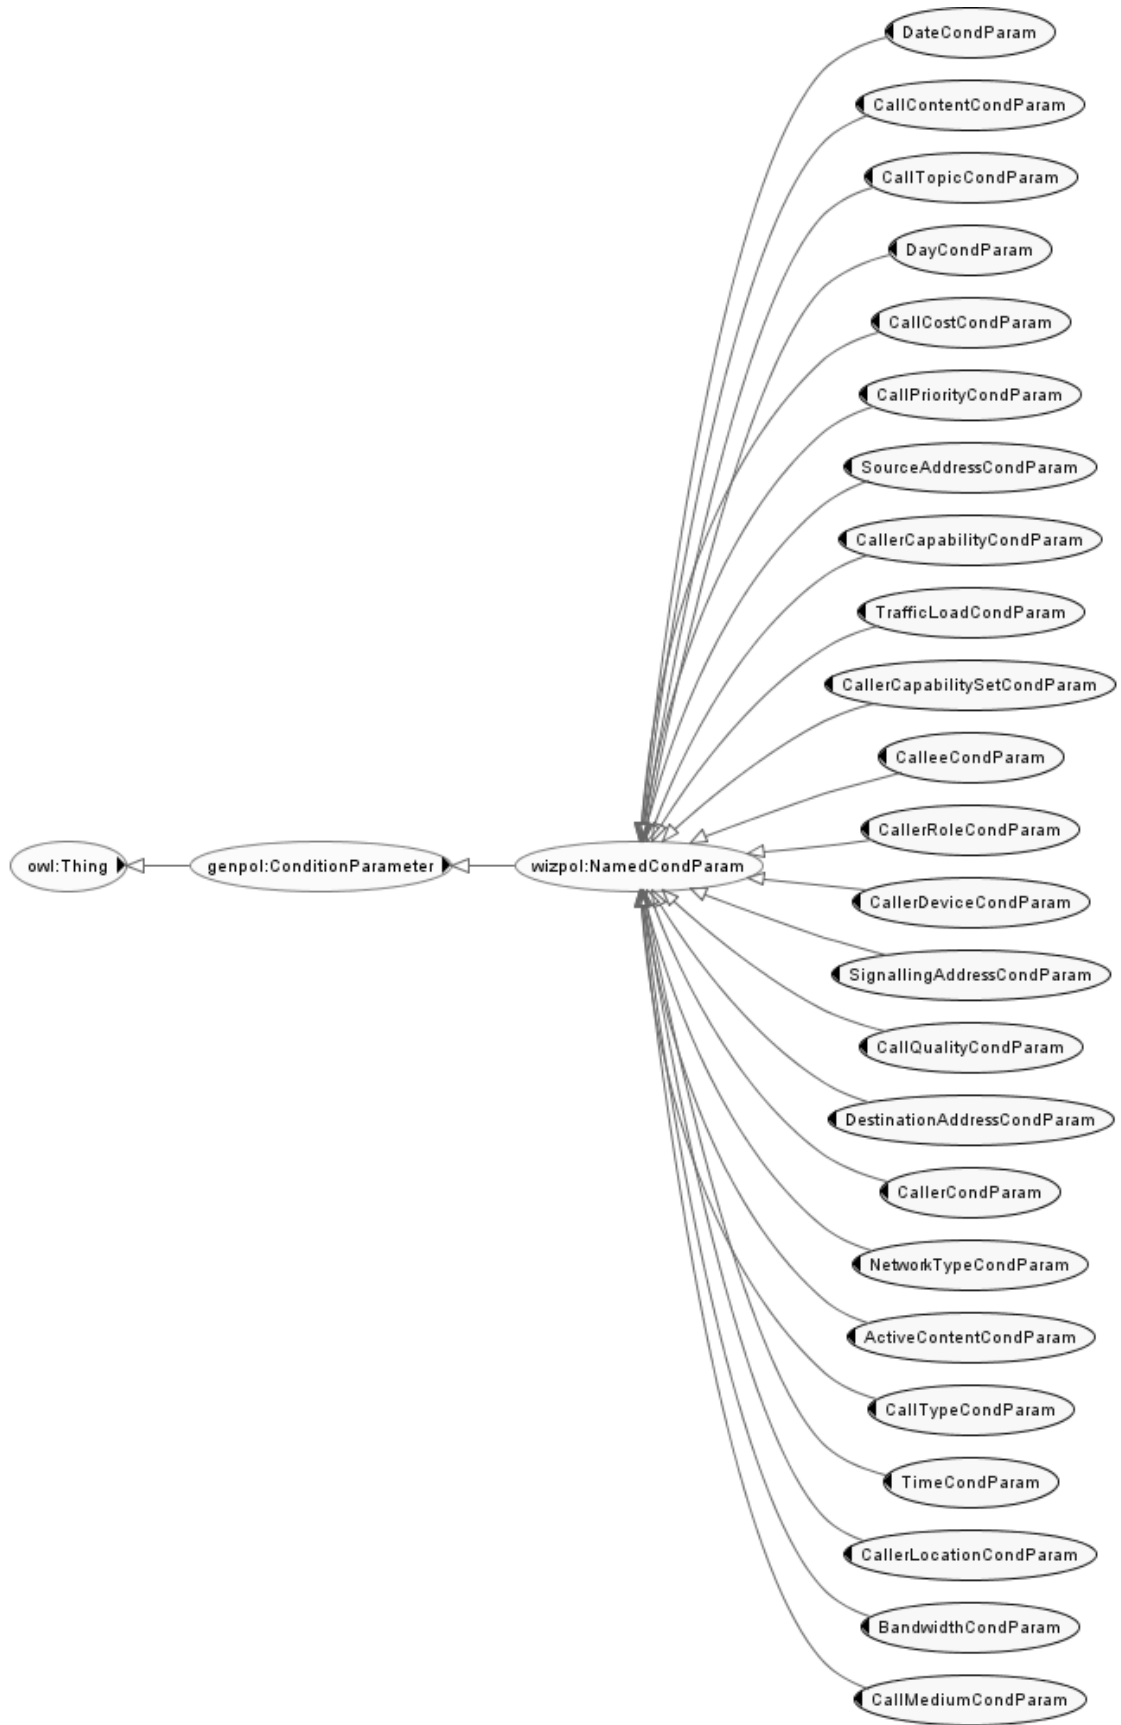 DateCondParam
CallContentCondParam
CallTopicCondParam
DayCondParam
CallCostCondParam
CallPriorityCondParam
SourceAddressCondParam
CallerCapabilityCondParam
TrafficLoadCondParam
CallerCapabilitySetCondParam
CalleeCondParam
CallerRoleCondParam
owl:Thing genpol:ConditionParameter wizpol:NamedCondParam
CallerDeviceCondParam
SignallingAddressCondParam
CallQualityCondParam
DestinationAddressCondParam
CallerCondParam
NetworkTypeCondParam
ActiveContentCondParam
CallTypeCondParam
TimeCondParam
CallerLocationCondParam
BandwidthCondParam
CallMediumCondParam